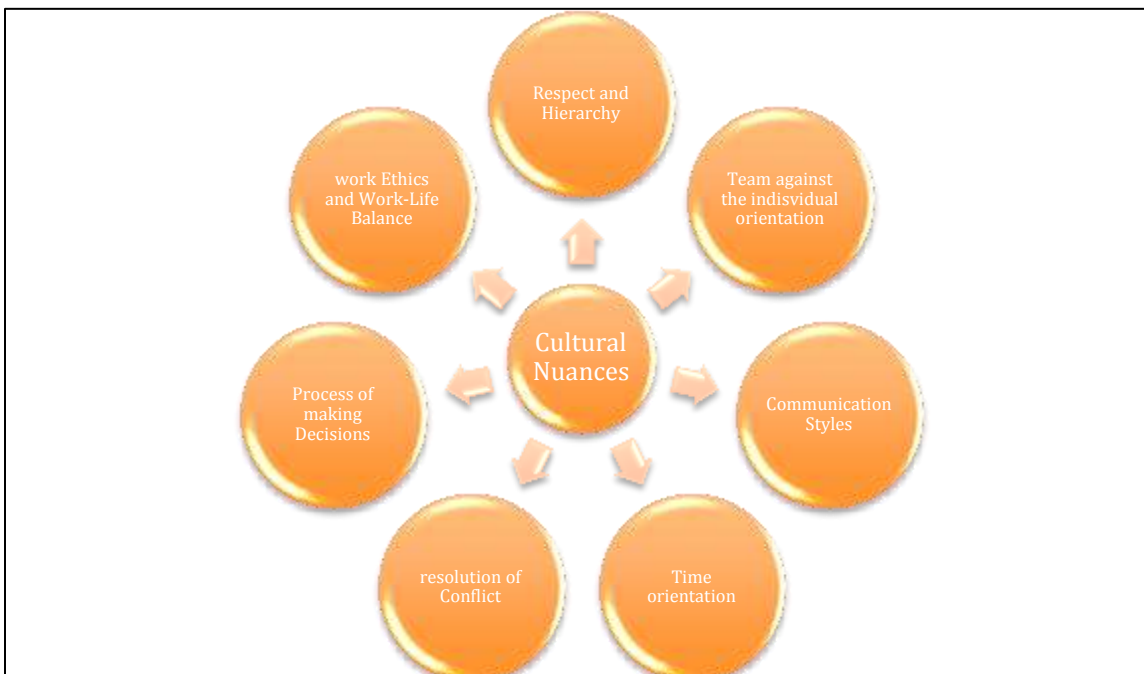 Respect and
Hierarchy
Team against
the indisvidual
orientation
Communication
Styles
Time
orientation
resolution of
Conflict
Process of
making
Decisions
work Ethics
and Work-Life
Balance
Cultural
Nuances